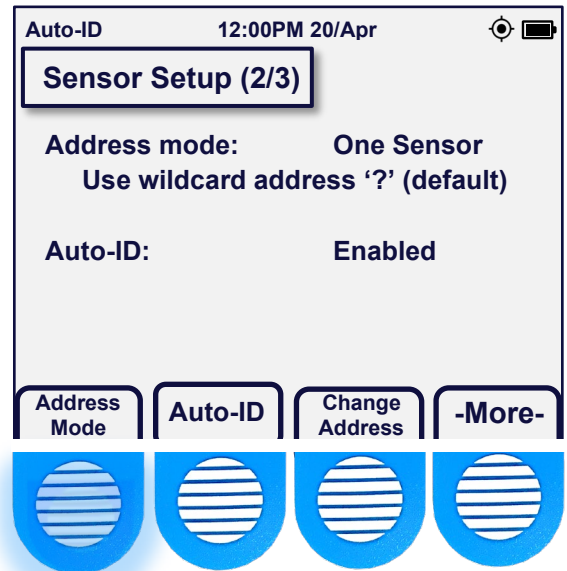 Auto-ID 12:00PM 20/Apr
Sensor Setup (2/3)
Address mode: One Sensor
Use wildcard address ‘?’ (default)
Auto-ID: Enabled
Address Mode
Auto-ID
Change Address
-More-